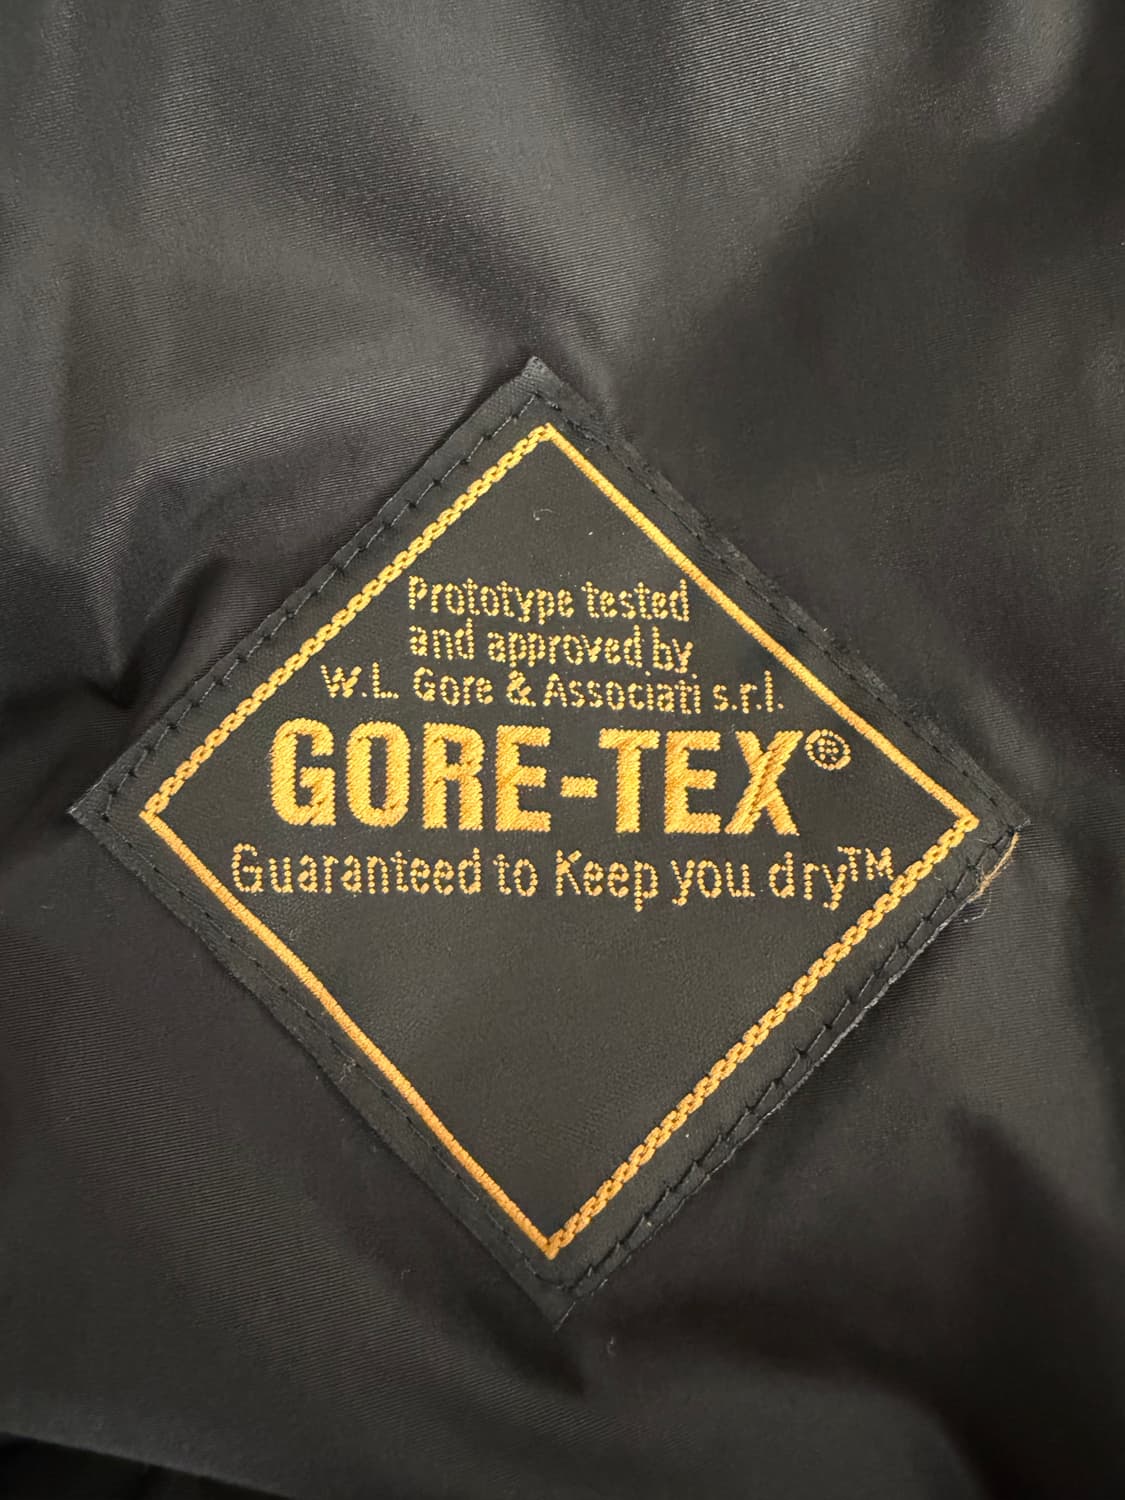 Prototype tested
and approved by
W.L. Gore & Associati s.r.l.
GORE-TEX®
Guaranteed to Keep you dry™